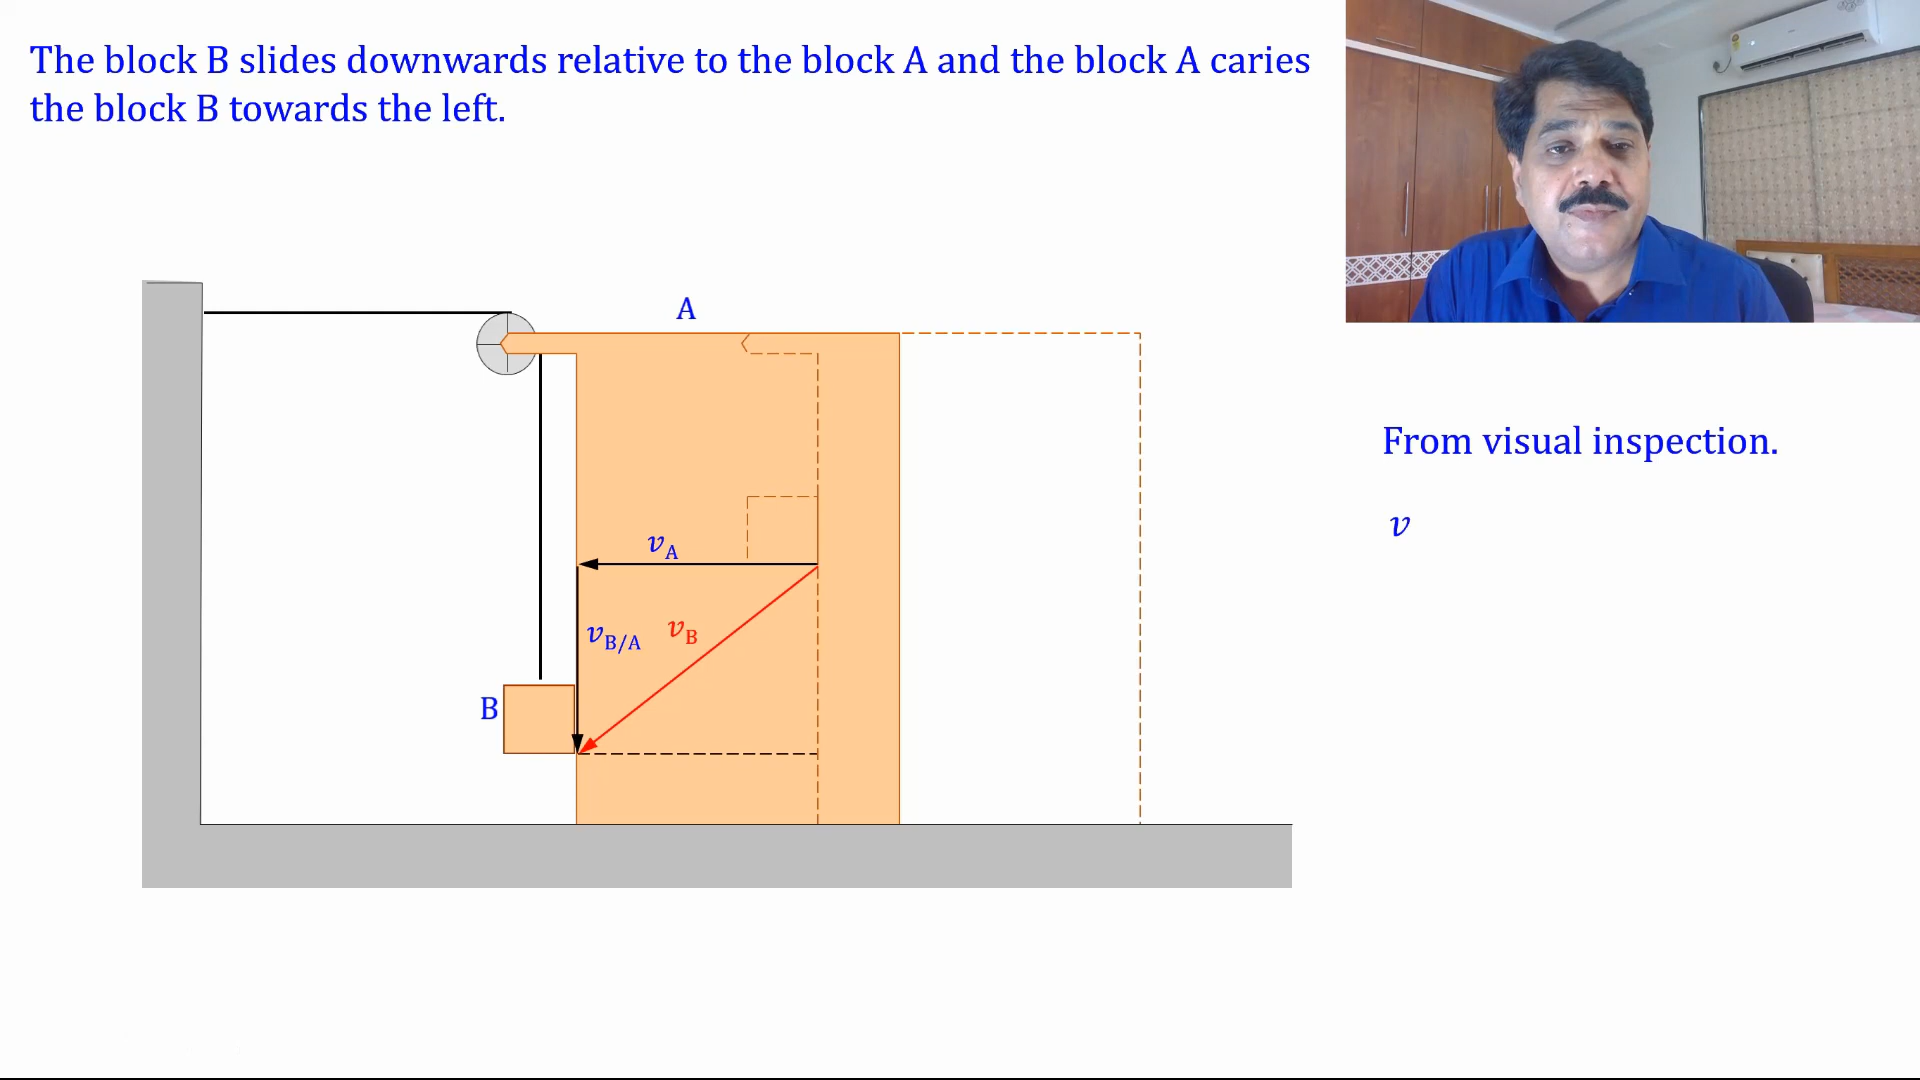 The block B slides downwards relative to the block A and the block A caries
the block B towards the left.
A
From visual inspection.
v
v_A
v_B/A
v_B
B